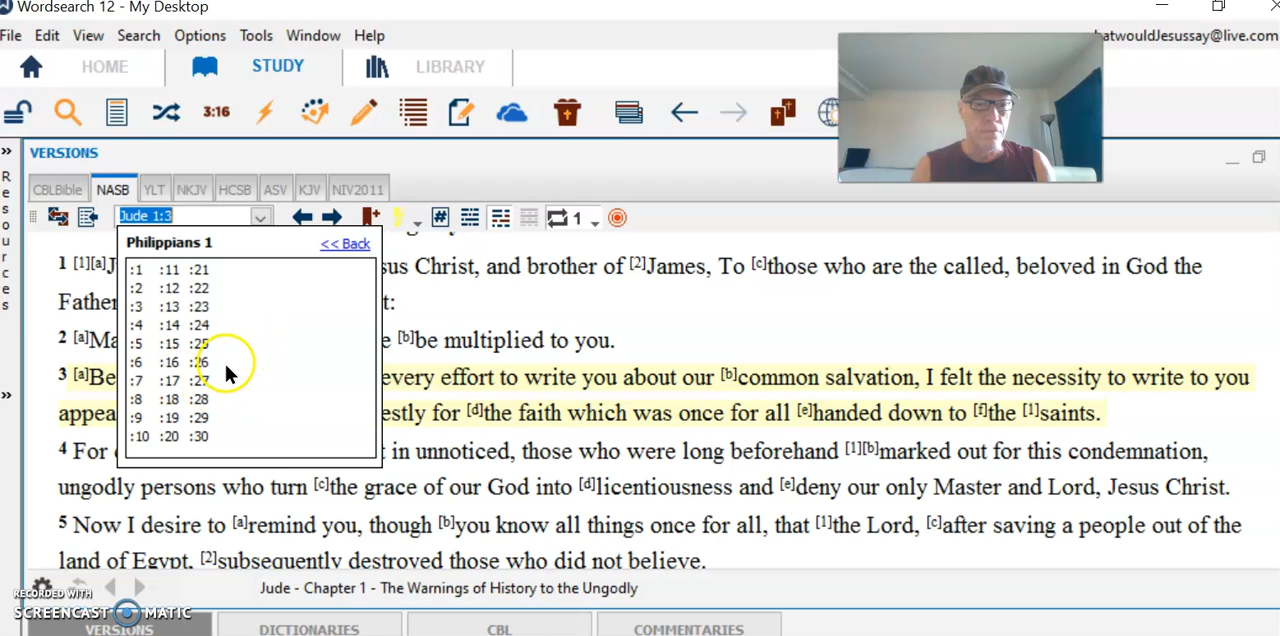 Wordsearch 12 - My Desktop
File Edit View Search Options Tools Window Help
hatwouldJesussay@live.com
HOME STUDY LIBRARY
3:16
VERSIONS
Resources
CBLBible NASB YLT NKJV HCSB ASV KJV NIV2011
Jude 1:3
1
Philippians 1 << Back
:1 :11 :21
:2 :12 :22
:3 :13 :23
:4 :14 :24
:5 :15 :25
:6 :16 :26
:7 :17 :27
:8 :18 :28
:9 :19 :29
:10 :20 :30
1 [1][a]J sus Christ, and brother of [2]James, To [c]those who are the called, beloved in God the
Father t:
2 [a]Ma e [b]be multiplied to you.
3 [a]Be every effort to write you about our [b]common salvation, I felt the necessity to write to you
appea estly for [d]the faith which was once for all [e]handed down to [f]the [1]saints.
4 For in unnoticed, those who were long beforehand [1][b]marked out for this condemnation,
ungodly persons who turn [c]the grace of our God into [d]licentiousness and [e]deny our only Master and Lord, Jesus Christ.
5 Now I desire to [a]remind you, though [b]you know all things once for all, that [1]the Lord, [c]after saving a people out of the
land of Egypt, [2]subsequently destroyed those who did not believe.
Jude - Chapter 1 - The Warnings of History to the Ungodly
RECORDED WITH
SCREENCAST MATIC
VERSIONS DICTIONARIES CBL COMMENTARIES